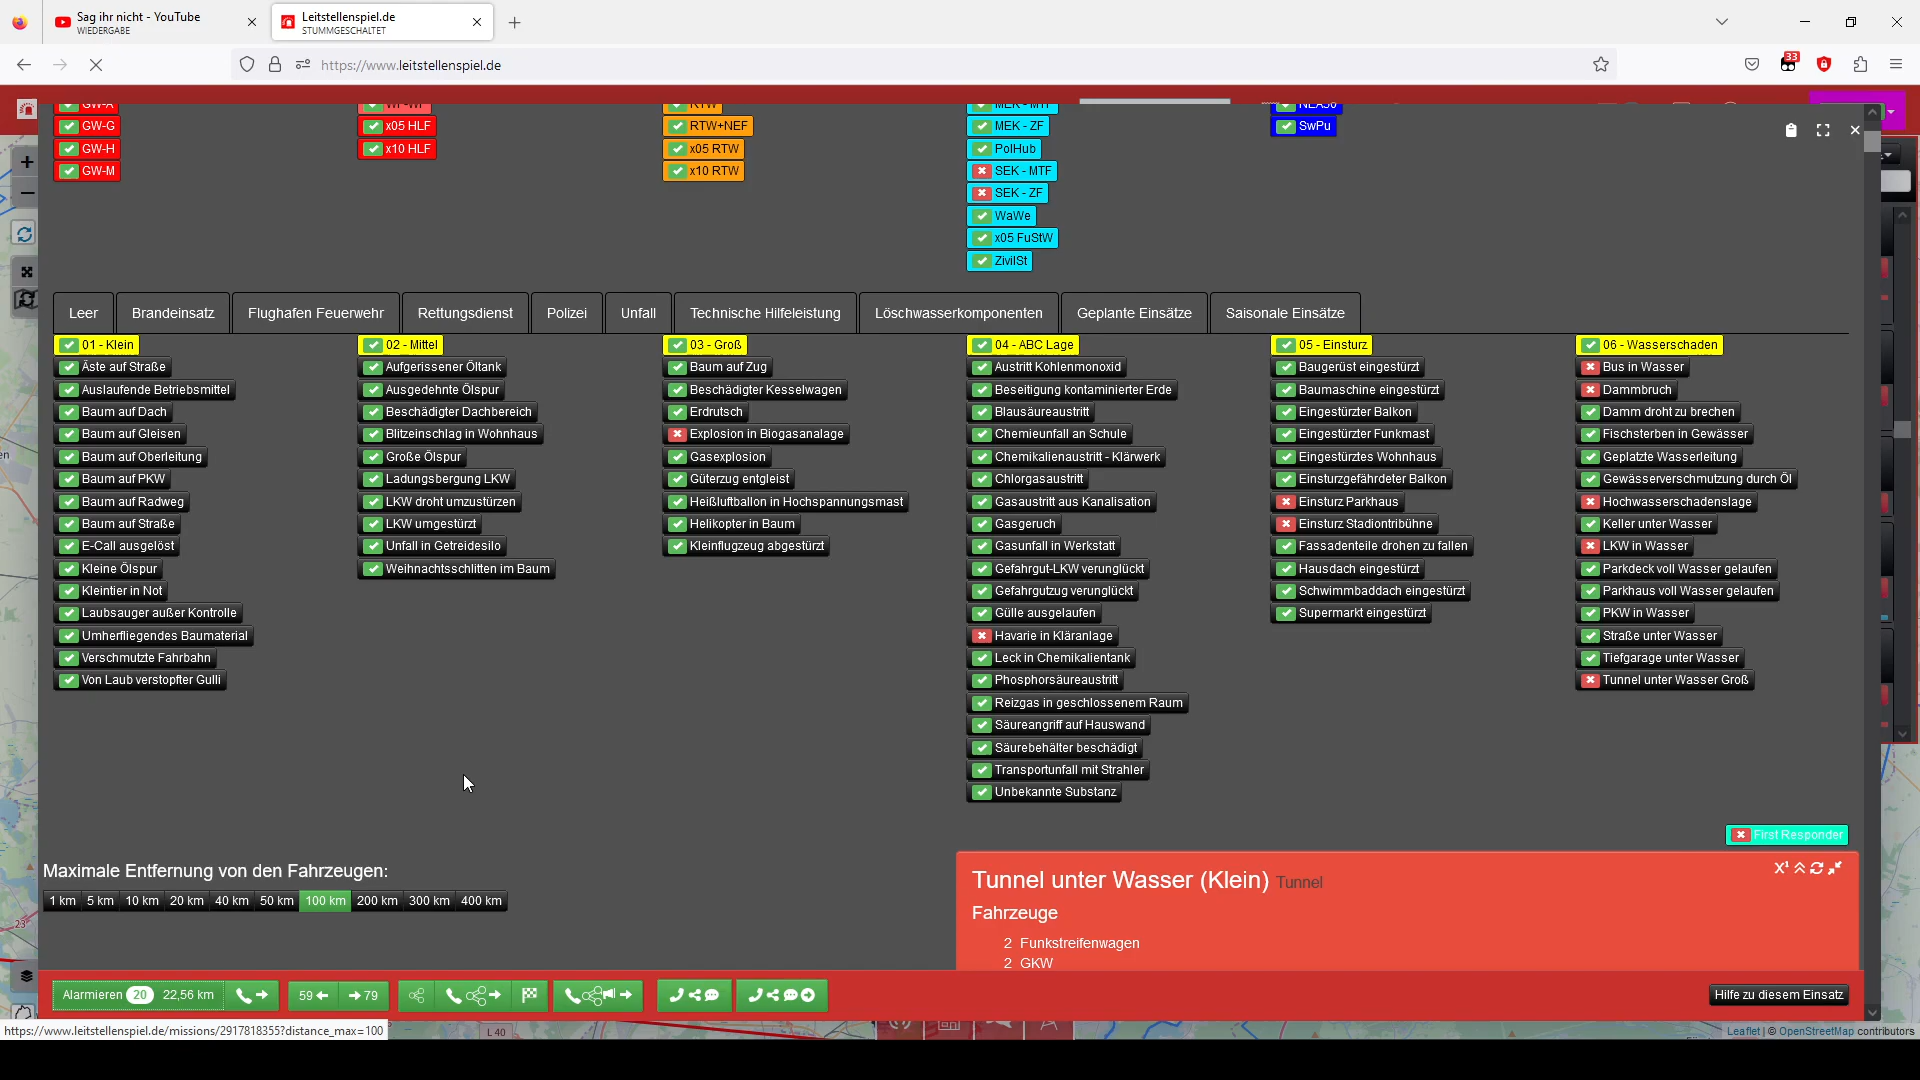 Sag ihr nicht - YouTube
WIEDERGABE
Leitstellenspiel.de
STUMMGESCHALTET
https://www.leitstellenspiel.de
33
GW-A
GW-G
GW-H
GW-M
x05 HLF
x10 HLF
RTW
RTW+NEF
x05 RTW
x10 RTW
MEK - MTF
MEK - ZF
PolHub
SEK - MTF
SEK - ZF
WaWe
x05 FuStW
ZivilSt
NEA50
SwPu
Leer
Brandeinsatz
Flughafen Feuerwehr
Rettungsdienst
Polizei
Unfall
Technische Hilfeleistung
Löschwasserkomponenten
Geplante Einsätze
Saisonale Einsätze
01 - Klein
Äste auf Straße
Auslaufende Betriebsmittel
Baum auf Dach
Baum auf Gleisen
Baum auf Oberleitung
Baum auf PKW
Baum auf Radweg
Baum auf Straße
E-Call ausgelöst
Kleine Ölspur
Kleintier in Not
Laubsauger außer Kontrolle
Umherfliegendes Baumaterial
Verschmutzte Fahrbahn
Von Laub verstopfter Gulli
02 - Mittel
Aufgerissener Öltank
Ausgedehnte Ölspur
Beschädigter Dachbereich
Blitzeinschlag in Wohnhaus
Große Ölspur
Ladungsbergung LKW
LKW droht umzustürzen
LKW umgestürzt
Unfall in Getreidesilo
Weihnachtsschlitten im Baum
03 - Groß
Baum auf Zug
Beschädigter Kesselwagen
Erdrutsch
Explosion in Biogasanalage
Gasexplosion
Güterzug entgleist
Heißluftballon in Hochspannungsmast
Helikopter in Baum
Kleinflugzeug abgestürzt
04 - ABC Lage
Austritt Kohlenmonoxid
Beseitigung kontaminierter Erde
Blausäureaustritt
Chemieunfall an Schule
Chemikalienaustritt - Klärwerk
Chlorgasaustritt
Gasaustritt aus Kanalisation
Gasgeruch
Gasunfall in Werkstatt
Gefahrgut-LKW verunglückt
Gefahrgutzug verunglückt
Gülle ausgelaufen
Havarie in Kläranlage
Leck in Chemikalientank
Phosphorsäureaustritt
Reizgas in geschlossenem Raum
Säureangriff auf Hauswand
Säurebehälter beschädigt
Transportunfall mit Strahler
Unbekannte Substanz
05 - Einsturz
Baugerüst eingestürzt
Baumaschine eingestürzt
Eingestürzter Balkon
Eingestürzter Funkmast
Eingestürztes Wohnhaus
Einsturzgefährdeter Balkon
Einsturz Parkhaus
Einsturz Stadiontribühne
Fassadenteile drohen zu fallen
Hausdach eingestürzt
Schwimmbaddach eingestürzt
Supermarkt eingestürzt
06 - Wasserschaden
Bus in Wasser
Dammbruch
Damm droht zu brechen
Fischsterben in Gewässer
Geplatzte Wasserleitung
Gewässerverschmutzung durch Öl
Hochwasserschadenslage
Keller unter Wasser
LKW in Wasser
Parkdeck voll Wasser gelaufen
Parkhaus voll Wasser gelaufen
PKW in Wasser
Straße unter Wasser
Tiefgarage unter Wasser
Tunnel unter Wasser Groß
First Responder
Maximale Entfernung von den Fahrzeugen:
1 km 5 km 10 km 20 km 40 km 50 km 100 km 200 km 300 km 400 km
Tunnel unter Wasser (Klein) Tunnel
X¹
Fahrzeuge
2 Funkstreifenwagen
2 GKW
Alarmieren 20 22,56 km
59
79
Hilfe zu diesem Einsatz
https://www.leitstellenspiel.de/missions/2917818355?distance_max=100
L 40
Leaflet | © OpenStreetMap contributors